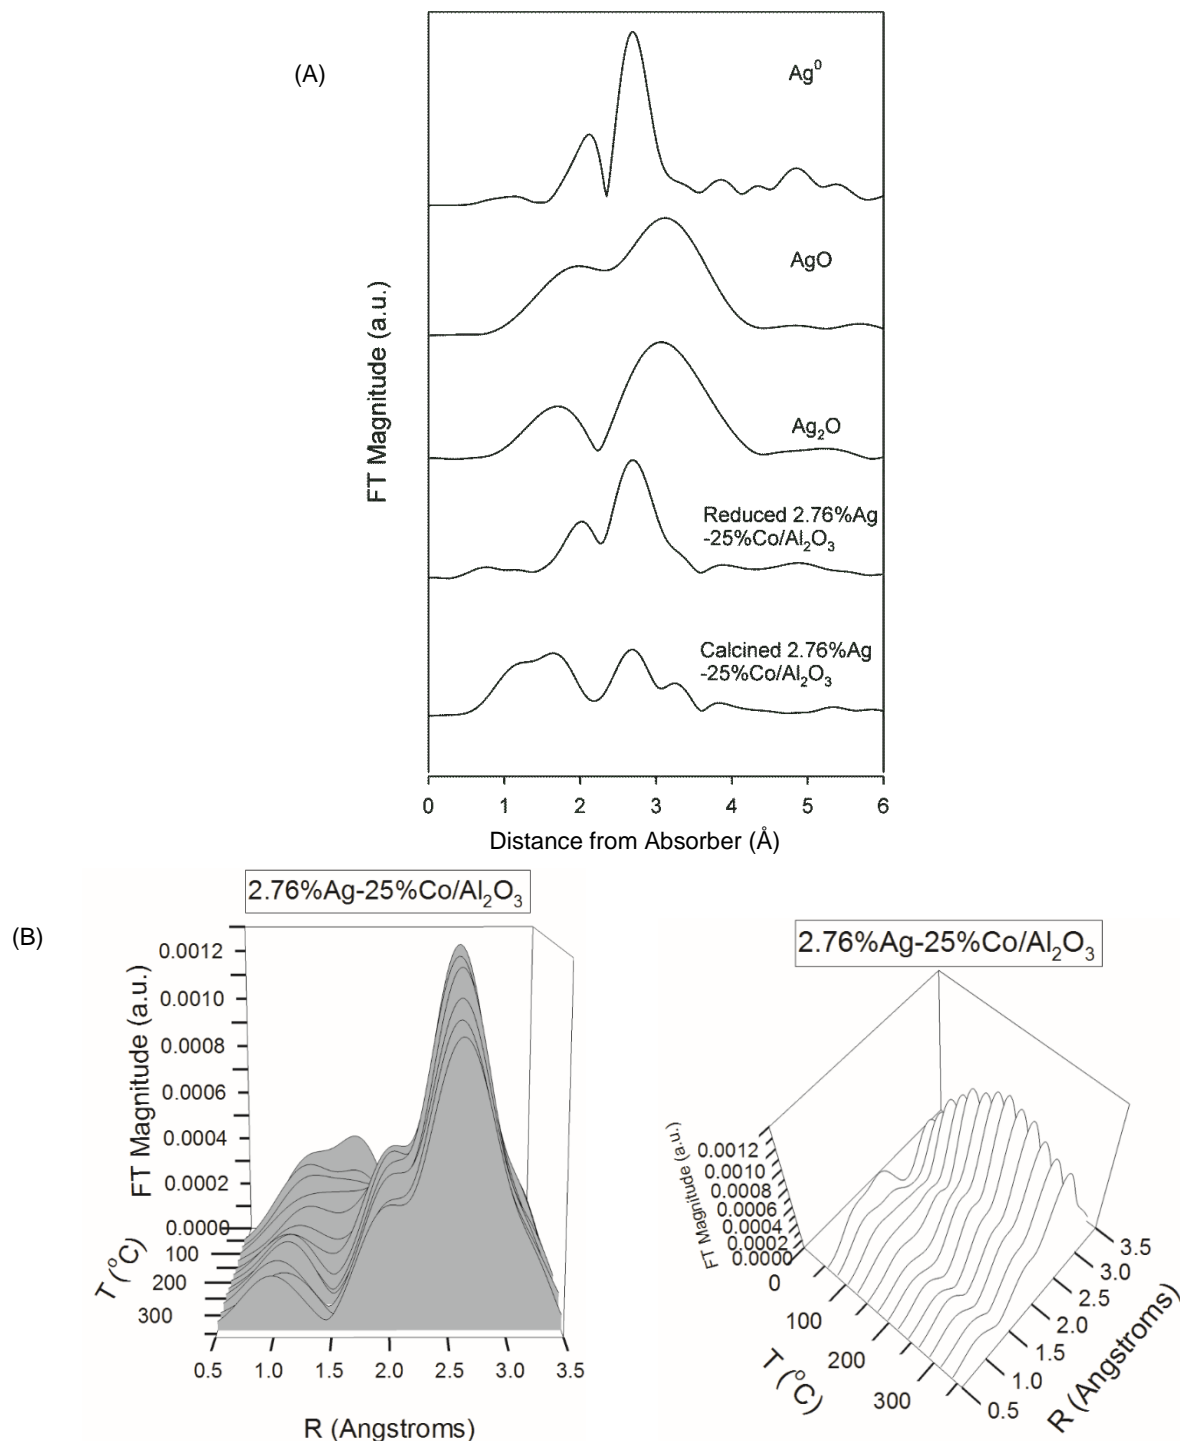 (A)
Ag⁰
AgO
Ag₂O
Reduced 2.76%Ag
-25%Co/Al₂O₃
Calcined 2.76%Ag
-25%Co/Al₂O₃
FT Magnitude (a.u.)
0 1 2 3 4 5 6
Distance from Absorber (Å)
(B)
2.76%Ag-25%Co/Al₂O₃
FT Magnitude (a.u.)
0.0012
0.0010
0.0008
0.0006
0.0004
0.0002
0.0000
100
200
300
T (°C)
0.5 1.0 1.5 2.0 2.5 3.0 3.5
R (Angstroms)
2.76%Ag-25%Co/Al₂O₃
FT Magnitude (a.u.)
0.0012
0.0010
0.0008
0.0006
0.0004
0.0002
0.0000
0
100
200
300
T (°C)
3.5
3.0
2.5
2.0
1.5
1.0
0.5
R (Angstroms)